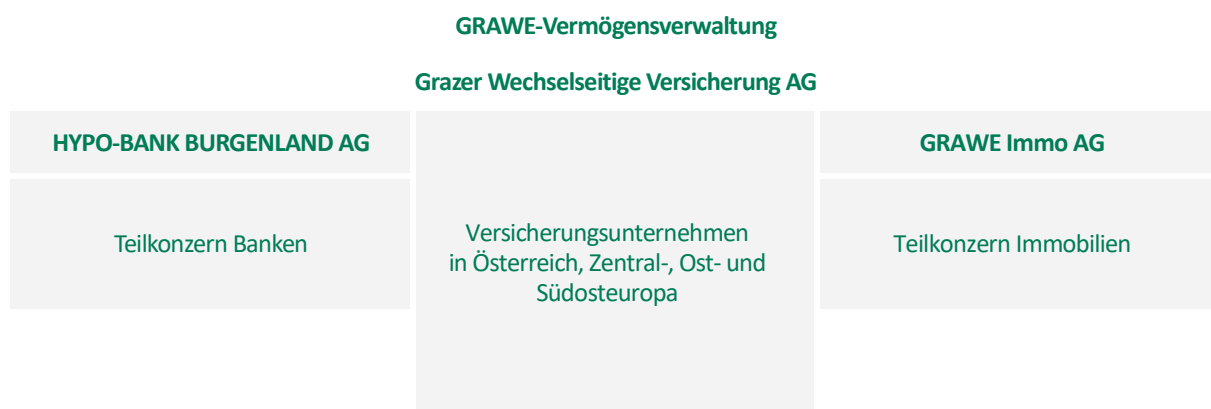 GRAWE-Vermögensverwaltung
Grazer Wechselseitige Versicherung AG
HYPO-BANK BURGENLAND AG
Teilkonzern Banken
Versicherungsunternehmen
in Österreich, Zentral-, Ost- und
Südosteuropa
GRAWE Immo AG
Teilkonzern Immobilien